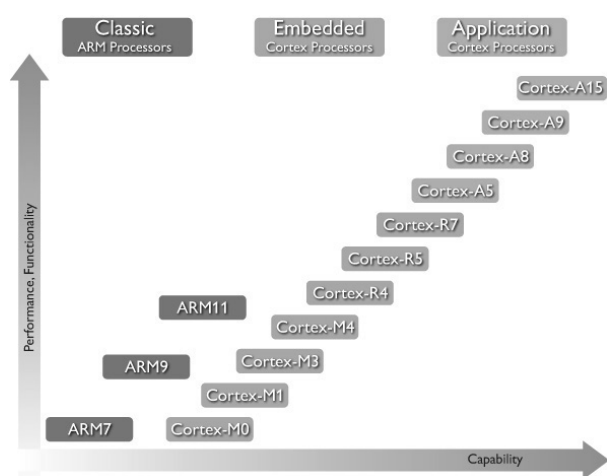 Classic
ARM Processors
Embedded
Cortex Processors
Application
Cortex Processors
Cortex-A15
Cortex-A9
Cortex-A8
Cortex-A5
Cortex-R7
Cortex-R5
Cortex-R4
ARM11
Cortex-M4
ARM9
Cortex-M3
Cortex-M1
ARM7
Cortex-M0
Performance, Functionality
Capability